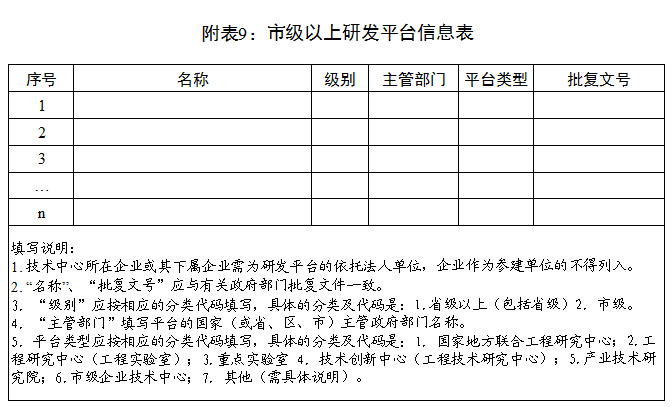 附表9：市级以上研发平台信息表
序号 名称 级别 主管部门 平台类型 批复文号
1
2
3
…
n
填写说明：
1.技术中心所在企业或其下属企业需为研发平台的依托法人单位，企业作为参建单位的不得列入。
2.“名称”、“批复文号”应与有关政府部门批复文件一致。
3. “级别”应按相应的分类代码填写，具体的分类及代码是：1.省级以上（包括省级）2. 市级。
4. “主管部门”填写平台的国家（或省、区、市）主管政府部门名称。
5. 平台类型应按相应的分类代码填写，具体的分类及代码是：1. 国家地方联合工程研究中心；2.工
程研究中心（工程实验室）；3.重点实验室 4. 技术创新中心（工程技术研究中心）；5.产业技术研
究院；6.市级企业技术中心；7. 其他（需具体说明）。